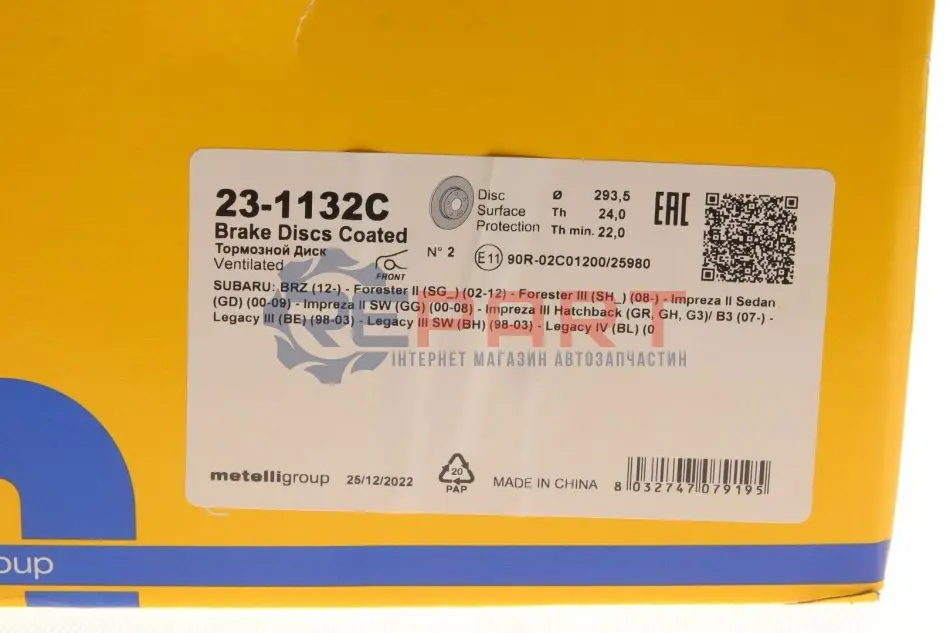 23-1132C
Brake Discs Coated
Тормозной Диск
Ventilated
FRONT
N° 2
Disc
Surface
Protection
Ø 293,5
Th 24,0
Th min. 22,0
EAC
E11 90R-02C01200/25980
SUBARU: BRZ (12-) - Forester II (SG_) (02-12) - Forester III (SH_) (08-) - Impreza II Sedan
(GD) (00-09) - Impreza II SW (GG) (00-08) - Impreza III Hatchback (GR, GH, G3)/ B3 (07-) -
Legacy III (BE) (98-03) - Legacy III SW (BH) (98-03) - Legacy IV (BL) (0
REPART
ІНТЕРНЕТ МАГАЗИН АВТОЗАПЧАСТИН
metelligroup
25/12/2022
20
PAP
MADE IN CHINA
8 032747 079195
oup